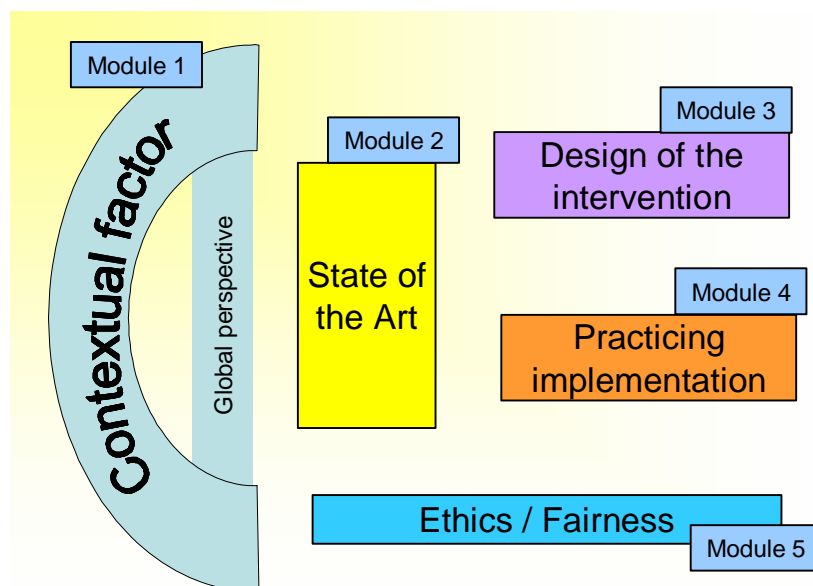 Module 1
Contextual factor
Global perspective
Module 2
State of
the Art
Module 3
Design of the
intervention
Module 4
Practicing
implementation
Ethics / Fairness
Module 5